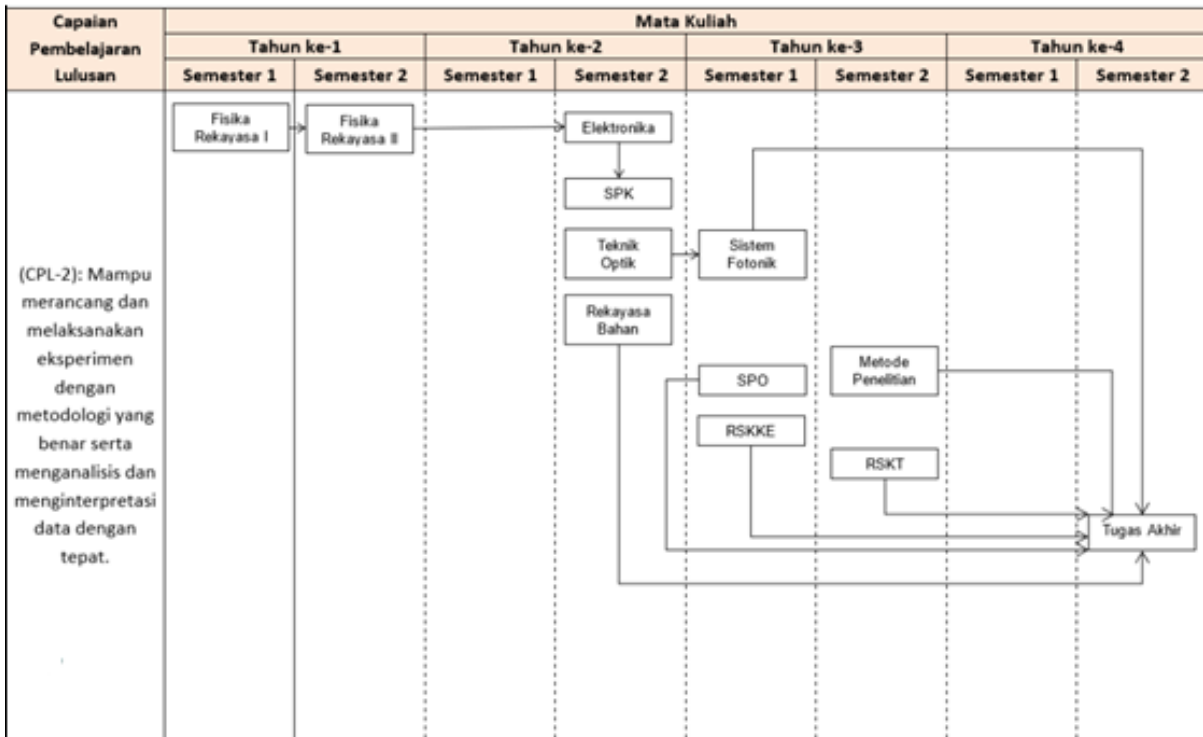 Capaian
Pembelajaran
Lulusan
Mata Kuliah
Tahun ke-1
Tahun ke-2
Tahun ke-3
Tahun ke-4
Semester 1
Semester 2
Semester 1
Semester 2
Semester 1
Semester 2
Semester 1
Semester 2
(CPL-2): Mampu
merancang dan
melaksanakan
eksperimen
dengan
metodologi yang
benar serta
menganalisis dan
menginterpretasi
data dengan
tepat.
Fisika
Rekayasa I
Fisika
Rekayasa II
Elektronika
SPK
Teknik
Optik
Sistem
Fotonik
Rekayasa
Bahan
SPO
Metode
Penelitian
RSKKE
RSKT
Tugas Akhir